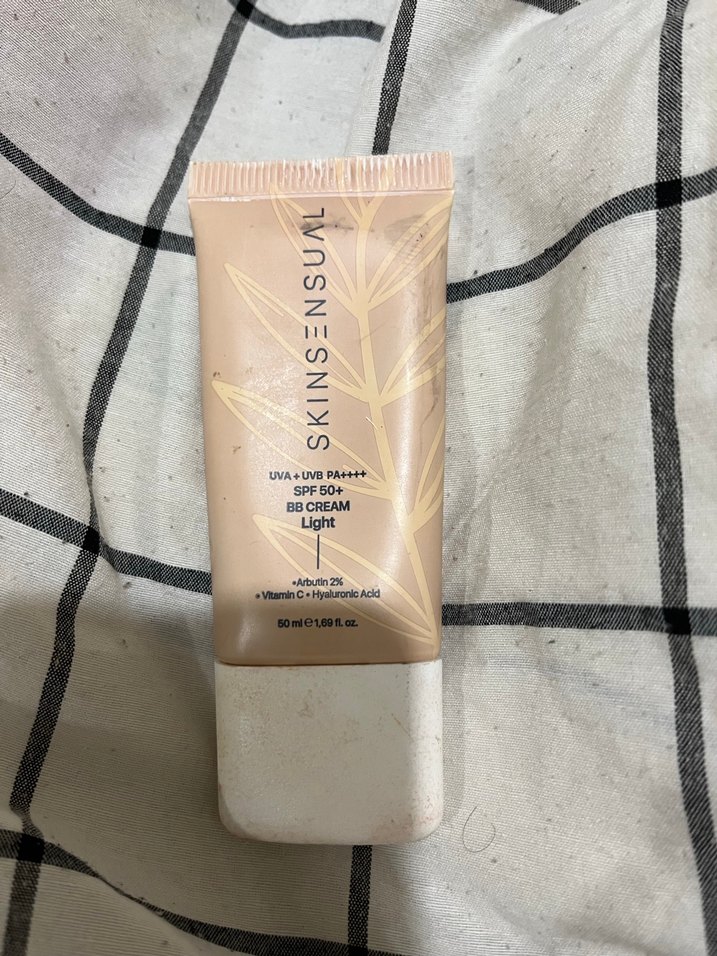 SKINSENSUAL
UVA + UVB PA++++
SPF 50+
BB CREAM
Light
•Arbutin 2%
• Vitamin C • Hyaluronic Acid
50 ml ℮ 1,69 fl. oz.